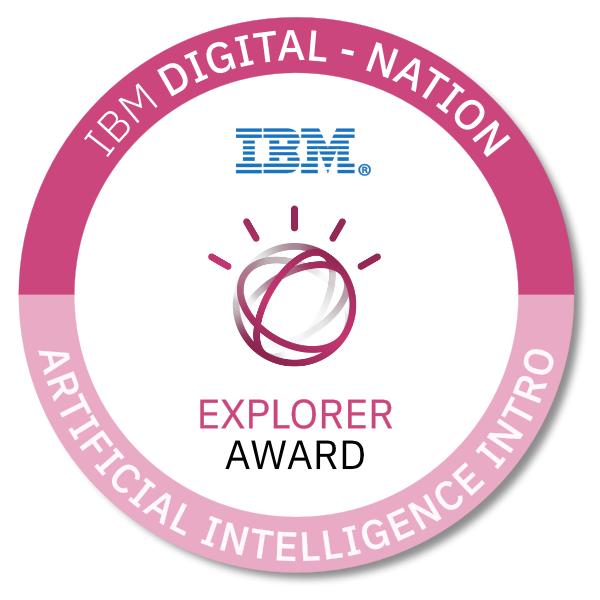 IBM DIGITAL - NATION
IBM®
EXPLORER
AWARD
ARTIFICIAL INTELLIGENCE INTRO